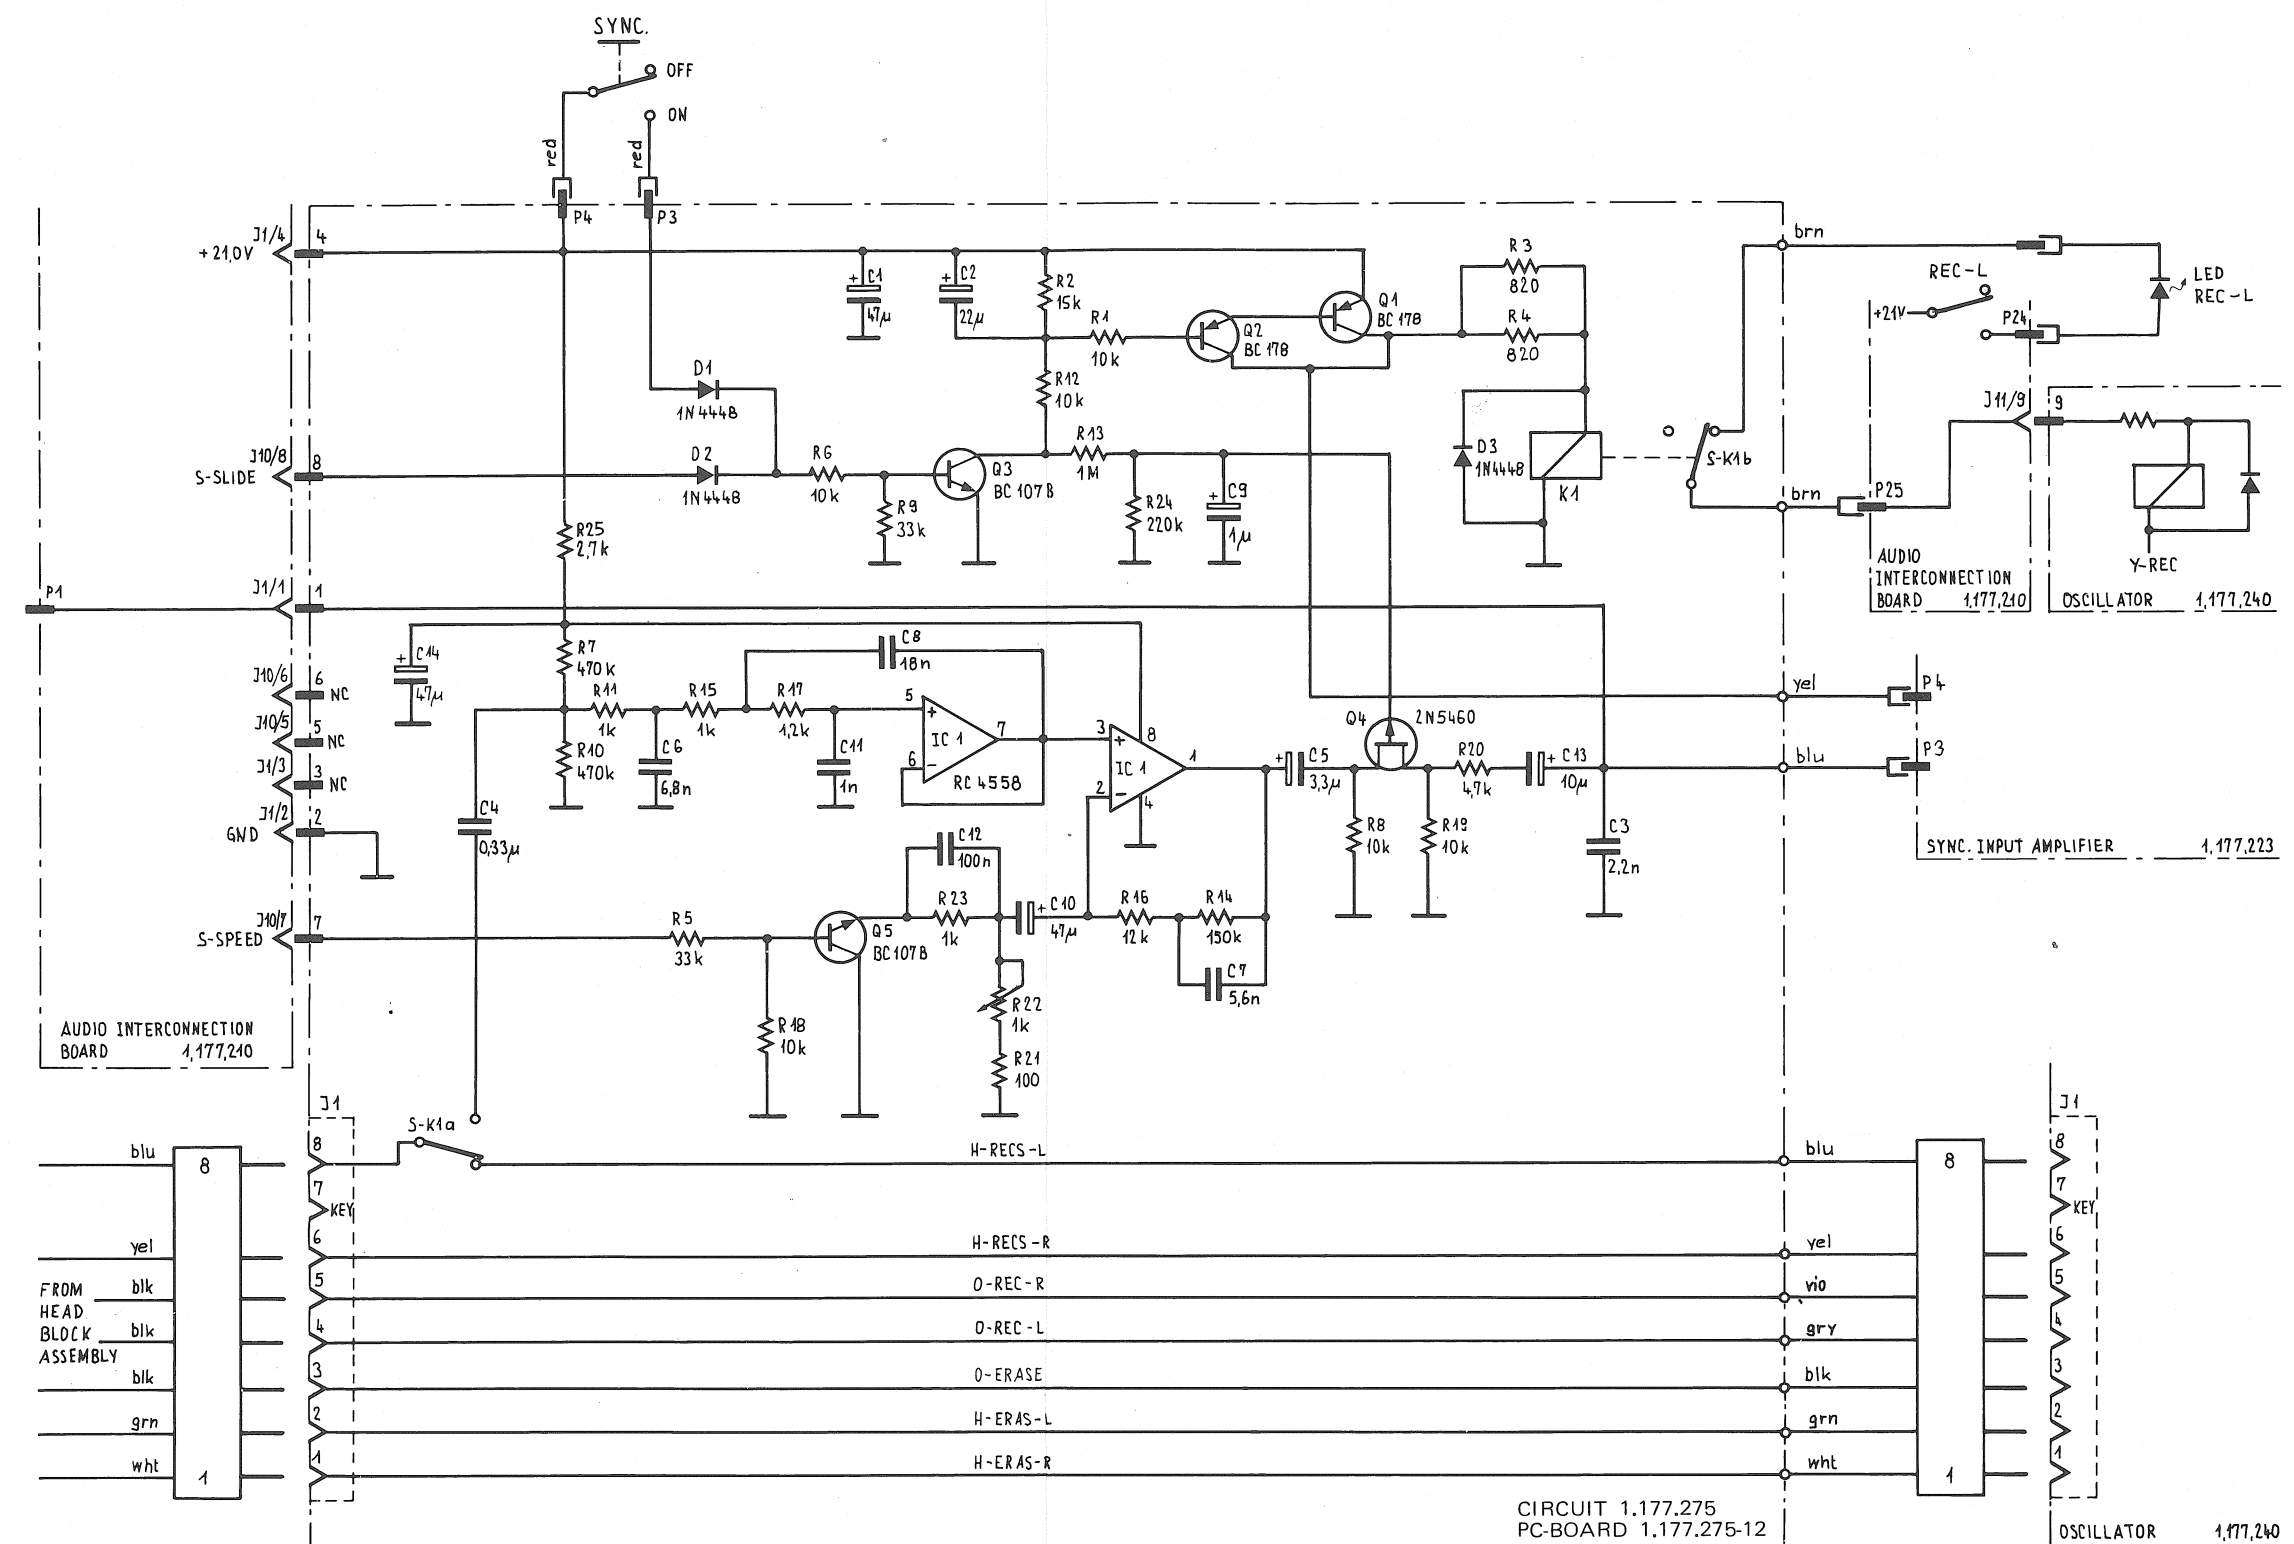 SYNC.
OFF
ON
red
red
P4
P3
J1/4
4
+21,0V
C1
47µ
C2
22µ
R2
15k
R1
10k
Q2
BC 178
Q1
BC 178
R 3
820
R 4
820
brn
REC-L
+21V
P24
LED
REC-L
D1
1N4448
R12
10k
J11/9
9
J10/8
8
S-SLIDE
D2
1N4448
R6
10k
R9
33k
Q3
BC 107B
R13
1M
R24
220k
C9
1µ
D3
1N4448
K1
S-K1b
brn
P25
R25
2,7k
AUDIO
INTERCONNECTION
BOARD 1,177,210
Y-REC
OSCILLATOR 1,177,240
P1
J1/1
1
C14
47µ
R7
470k
C8
18n
J10/6
6
NC
J10/5
5
NC
J1/3
3
NC
J1/2
2
GND
R11
1k
R15
1k
R17
1,2k
R10
470k
C6
6,8n
C11
1n
5
+
6
-
7
IC 1
RC 4558
3
+
2
-
8
4
1
IC 1
C5
3,3µ
Q4
2N5460
R20
4,7k
C13
10µ
yel
P4
blu
P3
R8
10k
R19
10k
C3
2,2n
SYNC. INPUT AMPLIFIER 1,177,223
C4
0,33µ
C12
100n
R23
1k
C10
47µ
R16
12k
R14
150k
C7
5,6n
J10/7
7
S-SPEED
R5
33k
Q5
BC107B
R18
10k
R22
1k
R21
100
AUDIO INTERCONNECTION
BOARD 1,177,210
J1
S-K1a
blu
8
8
H-RECS-L
blu
8
J1
8
7
KEY
7
KEY
yel
6
H-RECS-R
yel
6
FROM
HEAD
BLOCK
ASSEMBLY
blk
5
O-REC-R
vio
5
blk
4
O-REC-L
gry
4
blk
3
O-ERASE
blk
3
grn
2
H-ERAS-L
grn
2
wht
1
1
H-ERAS-R
wht
1
1
CIRCUIT 1.177.275
PC-BOARD 1.177.275-12
OSCILLATOR 1,177,240